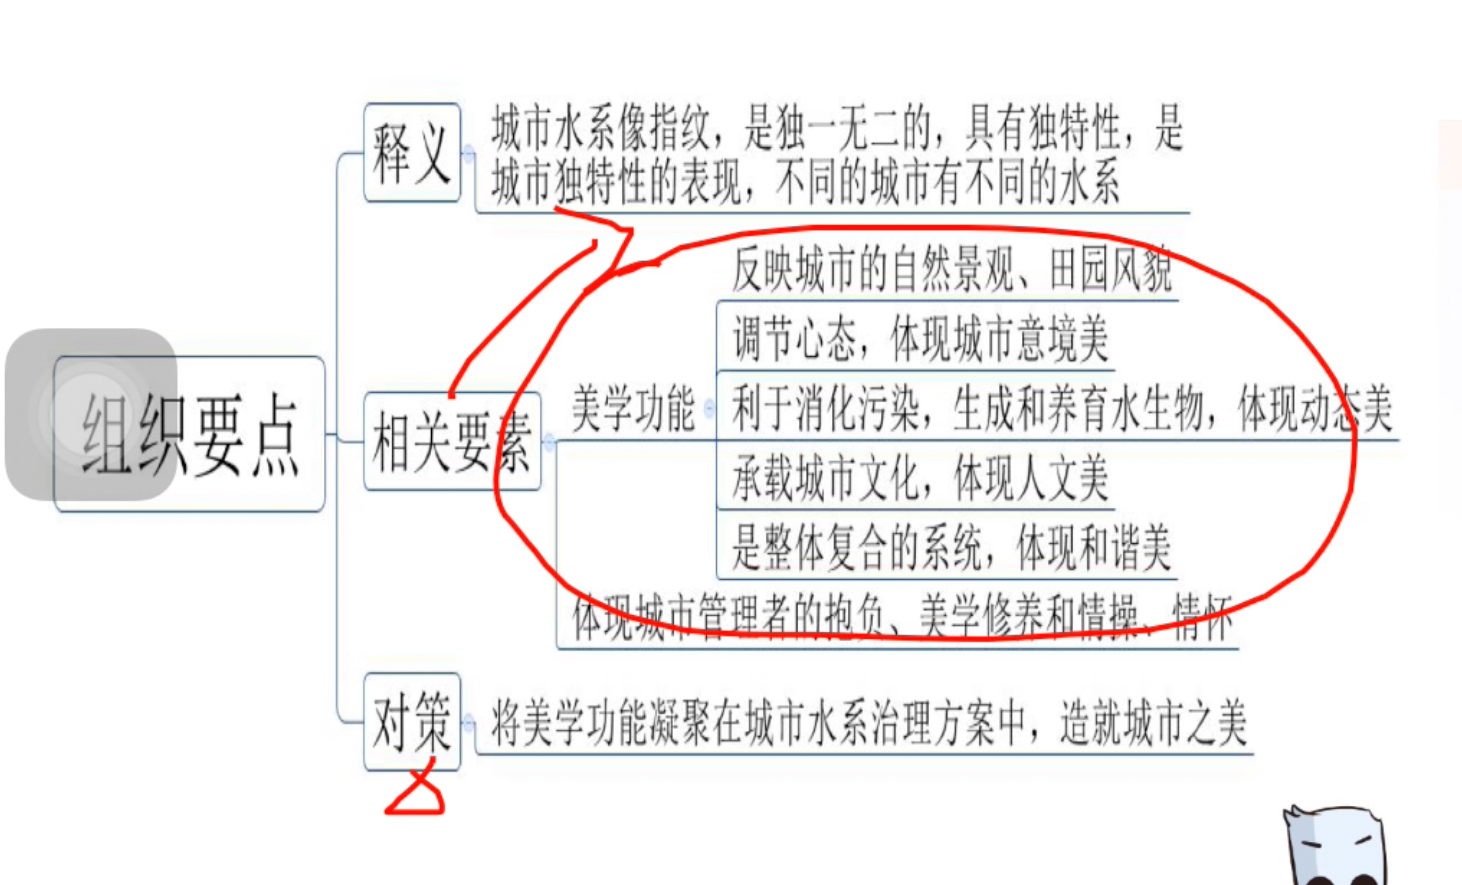 释义
城市水系像指纹，是独一无二的，具有独特性，是
城市独特性的表现，不同的城市有不同的水系
组织要点
相关要素
美学功能
反映城市的自然景观、田园风貌
调节心态，体现城市意境美
利于消化污染，生成和养育水生物，体现动态美
承载城市文化，体现人文美
是整体复合的系统，体现和谐美
体现城市管理者的抱负、美学修养和情操、情怀
对策
将美学功能凝聚在城市水系治理方案中，造就城市之美